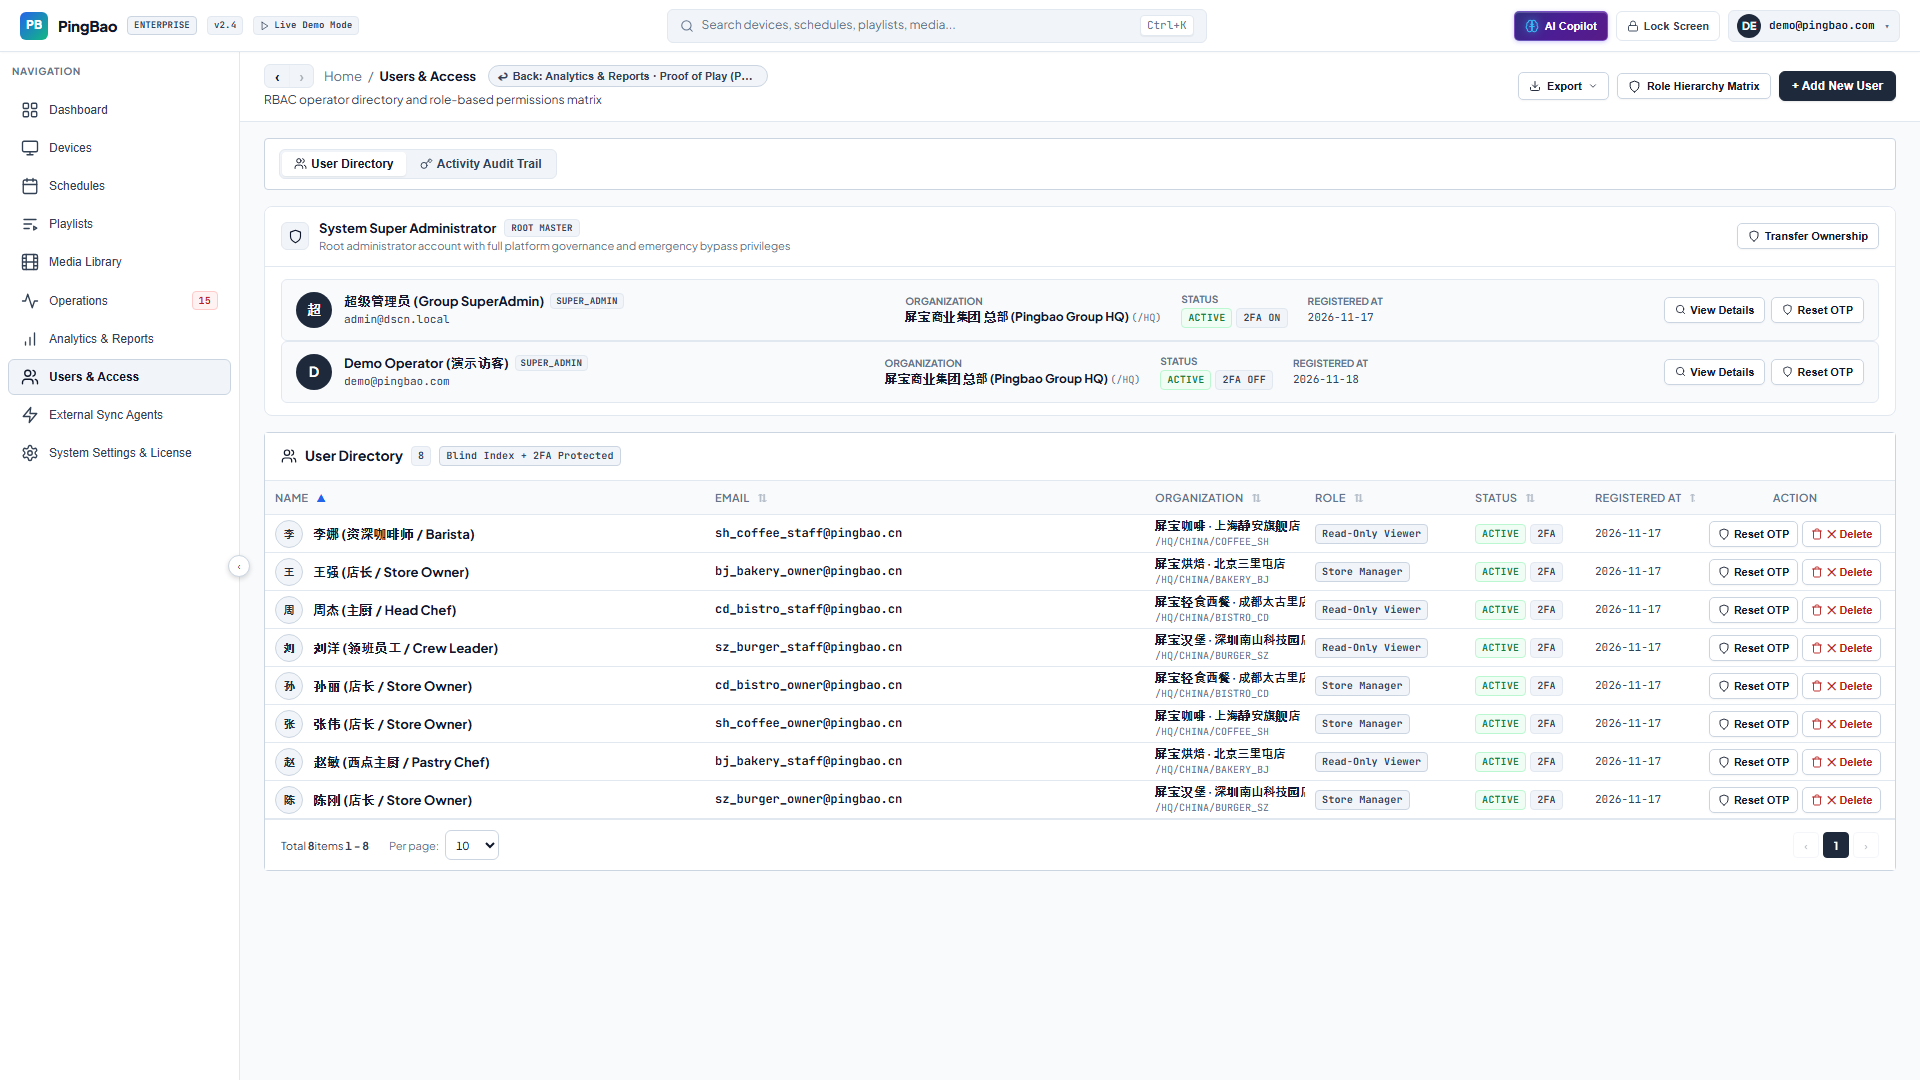 PB PingBao ENTERPRISE v2.4 Live Demo Mode Search devices, schedules, playlists, media... Ctrl+K AI Copilot Lock Screen DE demo@pingbao.com
NAVIGATION
Dashboard
Devices
Schedules
Playlists
Media Library
Operations 15
Analytics & Reports
Users & Access
External Sync Agents
System Settings & License
Home / Users & Access Back: Analytics & Reports · Proof of Play (P...
RBAC operator directory and role-based permissions matrix
Export Role Hierarchy Matrix + Add New User
User Directory Activity Audit Trail
System Super Administrator ROOT MASTER
Root administrator account with full platform governance and emergency bypass privileges
Transfer Ownership
超 超级管理员 (Group SuperAdmin) SUPER_ADMIN
admin@dscn.local
ORGANIZATION
屏宝商业集团 总部 (Pingbao Group HQ) (/HQ)
STATUS
ACTIVE 2FA ON
REGISTERED AT
2026-11-17
View Details Reset OTP
D Demo Operator (演示访客) SUPER_ADMIN
demo@pingbao.com
ORGANIZATION
屏宝商业集团 总部 (Pingbao Group HQ) (/HQ)
STATUS
ACTIVE 2FA OFF
REGISTERED AT
2026-11-18
View Details Reset OTP
User Directory 8 Blind Index + 2FA Protected
NAME EMAIL ORGANIZATION ROLE STATUS REGISTERED AT ACTION
李 李娜 (资深咖啡师 / Barista) sh_coffee_staff@pingbao.cn 屏宝咖啡 · 上海静安旗舰店 Read-Only Viewer ACTIVE 2FA 2026-11-17 Reset OTP Delete
/HQ/CHINA/COFFEE_SH
王 王强 (店长 / Store Owner) bj_bakery_owner@pingbao.cn 屏宝烘焙 · 北京三里屯店 Store Manager ACTIVE 2FA 2026-11-17 Reset OTP Delete
/HQ/CHINA/BAKERY_BJ
周 周杰 (主厨 / Head Chef) cd_bistro_staff@pingbao.cn 屏宝轻食西餐 · 成都太古里店 Read-Only Viewer ACTIVE 2FA 2026-11-17 Reset OTP Delete
/HQ/CHINA/BISTRO_CD
刘 刘洋 (领班员工 / Crew Leader) sz_burger_staff@pingbao.cn 屏宝汉堡 · 深圳南山科技园店 Read-Only Viewer ACTIVE 2FA 2026-11-17 Reset OTP Delete
/HQ/CHINA/BURGER_SZ
孙 孙丽 (店长 / Store Owner) cd_bistro_owner@pingbao.cn 屏宝轻食西餐 · 成都太古里店 Store Manager ACTIVE 2FA 2026-11-17 Reset OTP Delete
/HQ/CHINA/BISTRO_CD
张 张伟 (店长 / Store Owner) sh_coffee_owner@pingbao.cn 屏宝咖啡 · 上海静安旗舰店 Store Manager ACTIVE 2FA 2026-11-17 Reset OTP Delete
/HQ/CHINA/COFFEE_SH
赵 赵敏 (西点主厨 / Pastry Chef) bj_bakery_staff@pingbao.cn 屏宝烘焙 · 北京三里屯店 Read-Only Viewer ACTIVE 2FA 2026-11-17 Reset OTP Delete
/HQ/CHINA/BAKERY_BJ
陈 陈刚 (店长 / Store Owner) sz_burger_owner@pingbao.cn 屏宝汉堡 · 深圳南山科技园店 Store Manager ACTIVE 2FA 2026-11-17 Reset OTP Delete
/HQ/CHINA/BURGER_SZ
Total 8 items 1 - 8 Per page: 10 1